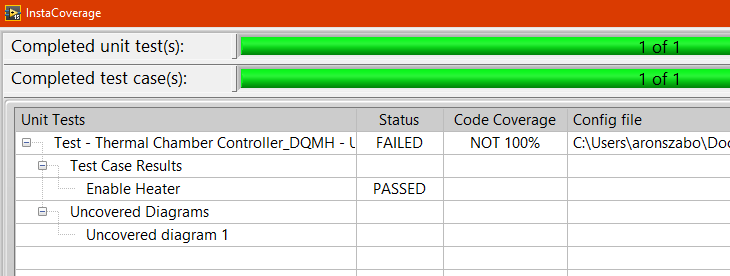 InstaCoverage
Completed unit test(s): 1 of 1
Completed test case(s): 1 of 1
Unit Tests Status Code Coverage Config file
Test - Thermal Chamber Controller_DQMH - FAILED NOT 100% C:\Users\aronszabo\Doc
Test Case Results
Enable Heater PASSED
Uncovered Diagrams
Uncovered diagram 1